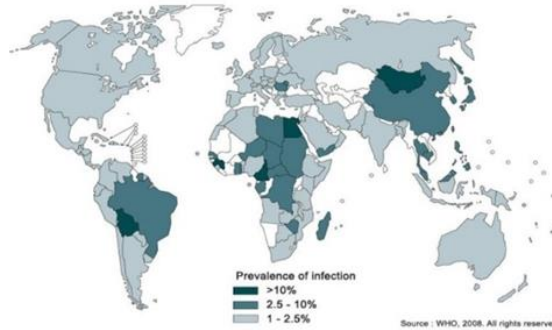 Prevalence of infection
>10%
2.5 - 10%
1 - 2.5%
Source : WHO, 2008. All rights reserve